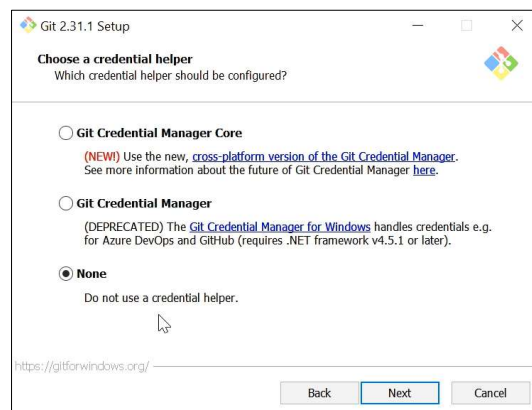 Git 2.31.1 Setup
Choose a credential helper
Which credential helper should be configured?
Git Credential Manager Core
(NEW!) Use the new, cross-platform version of the Git Credential Manager.
See more information about the future of Git Credential Manager here.
Git Credential Manager
(DEPRECATED) The Git Credential Manager for Windows handles credentials e.g.
for Azure DevOps and GitHub (requires .NET framework v4.5.1 or later).
None
Do not use a credential helper.
https://gitforwindows.org/
Back Next Cancel